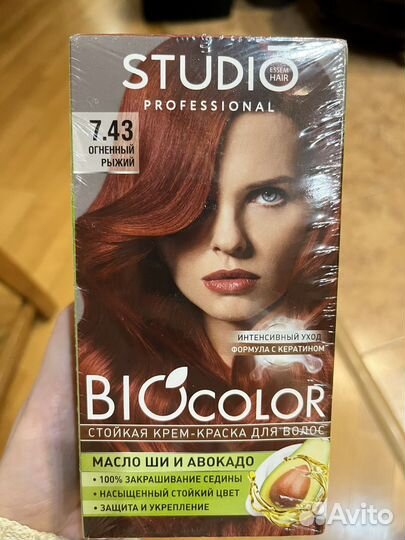 STUDIO
ESSEM
HAIR
PROFESSIONAL
7.43
ОГНЕННЫЙ
РЫЖИЙ
ИНТЕНСИВНЫЙ УХОД
ФОРМУЛА С КЕРАТИНОМ
BIOCOLOR
СТОЙКАЯ КРЕМ-КРАСКА ДЛЯ ВОЛОС
МАСЛО ШИ И АВОКАДО
• 100% ЗАКРАШИВАНИЕ СЕДИНЫ
• НАСЫЩЕННЫЙ СТОЙКИЙ ЦВЕТ
• ЗАЩИТА И УКРЕПЛЕНИЕ
Avito